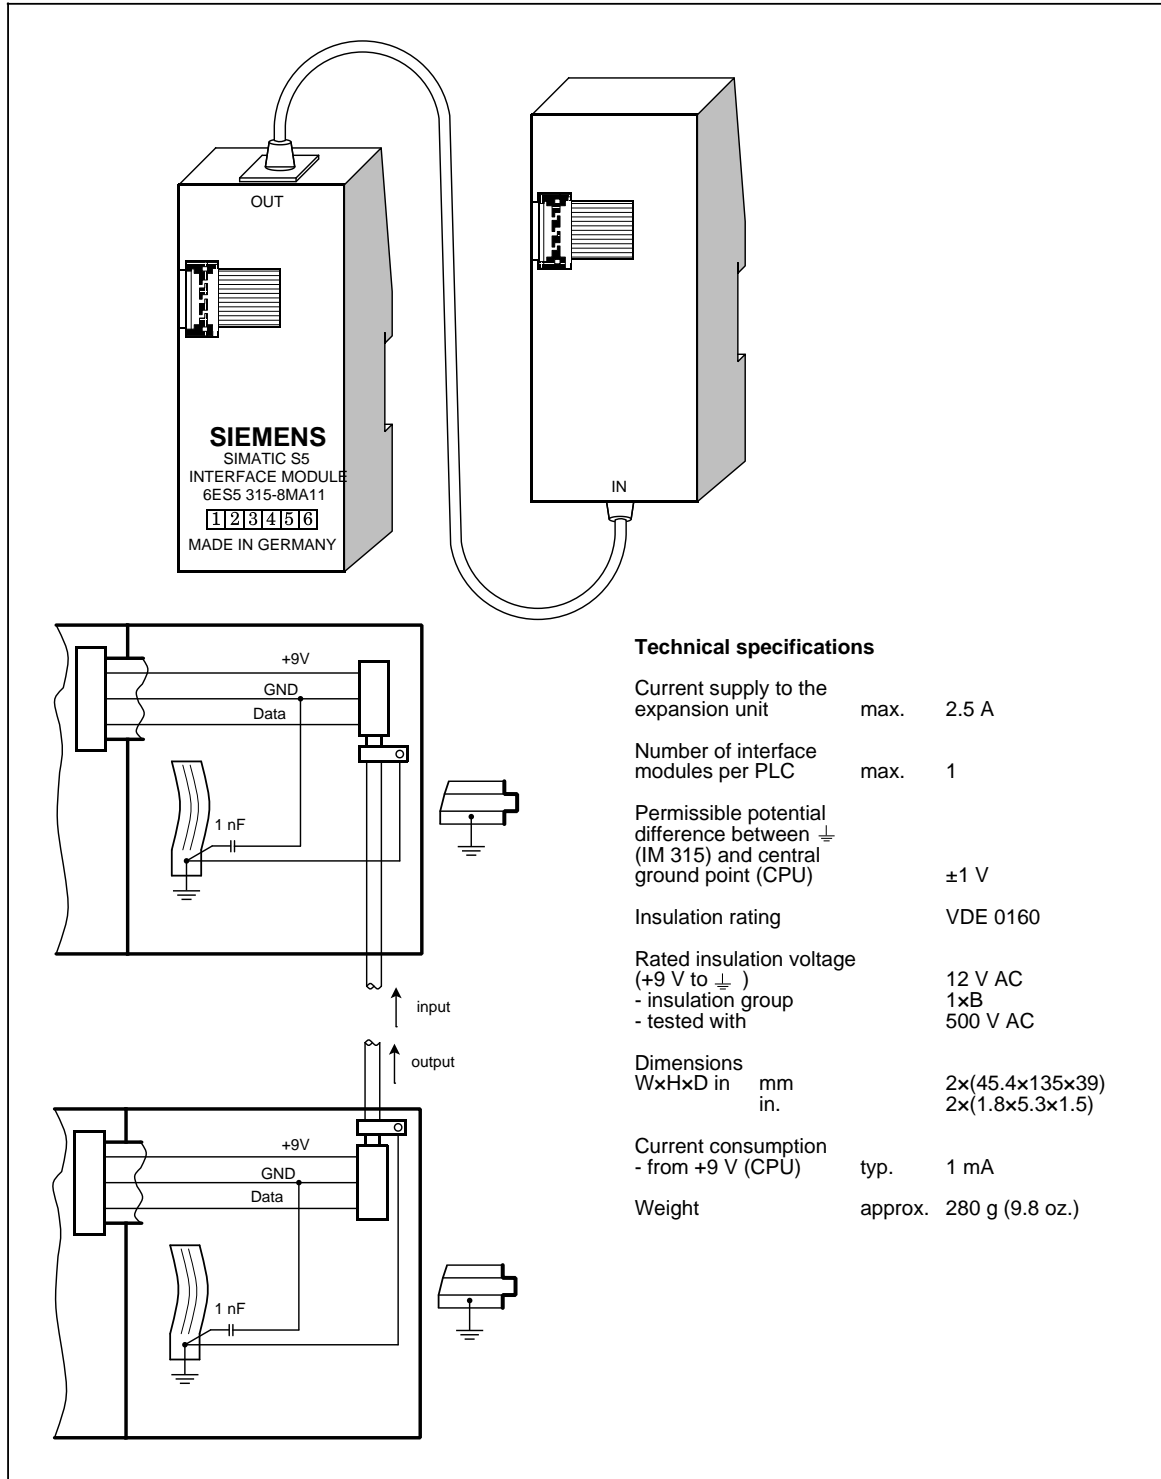 OUT
SIEMENS
SIMATIC S5
INTERFACE MODULE
6ES5 315-8MA11
1 2 3 4 5 6
MADE IN GERMANY
IN
+9V
GND
Data
1 nF
input
output
+9V
GND
Data
1 nF
Technical specifications
Current supply to the
expansion unit max. 2.5 A
Number of interface
modules per PLC max. 1
Permissible potential
difference between ⏚
(IM 315) and central
ground point (CPU) ±1 V
Insulation rating VDE 0160
Rated insulation voltage
(+9 V to ⏚ ) 12 V AC
- insulation group 1×B
- tested with 500 V AC
Dimensions
W×H×D in mm 2×(45.4×135×39)
in. 2×(1.8×5.3×1.5)
Current consumption
- from +9 V (CPU) typ. 1 mA
Weight approx. 280 g (9.8 oz.)